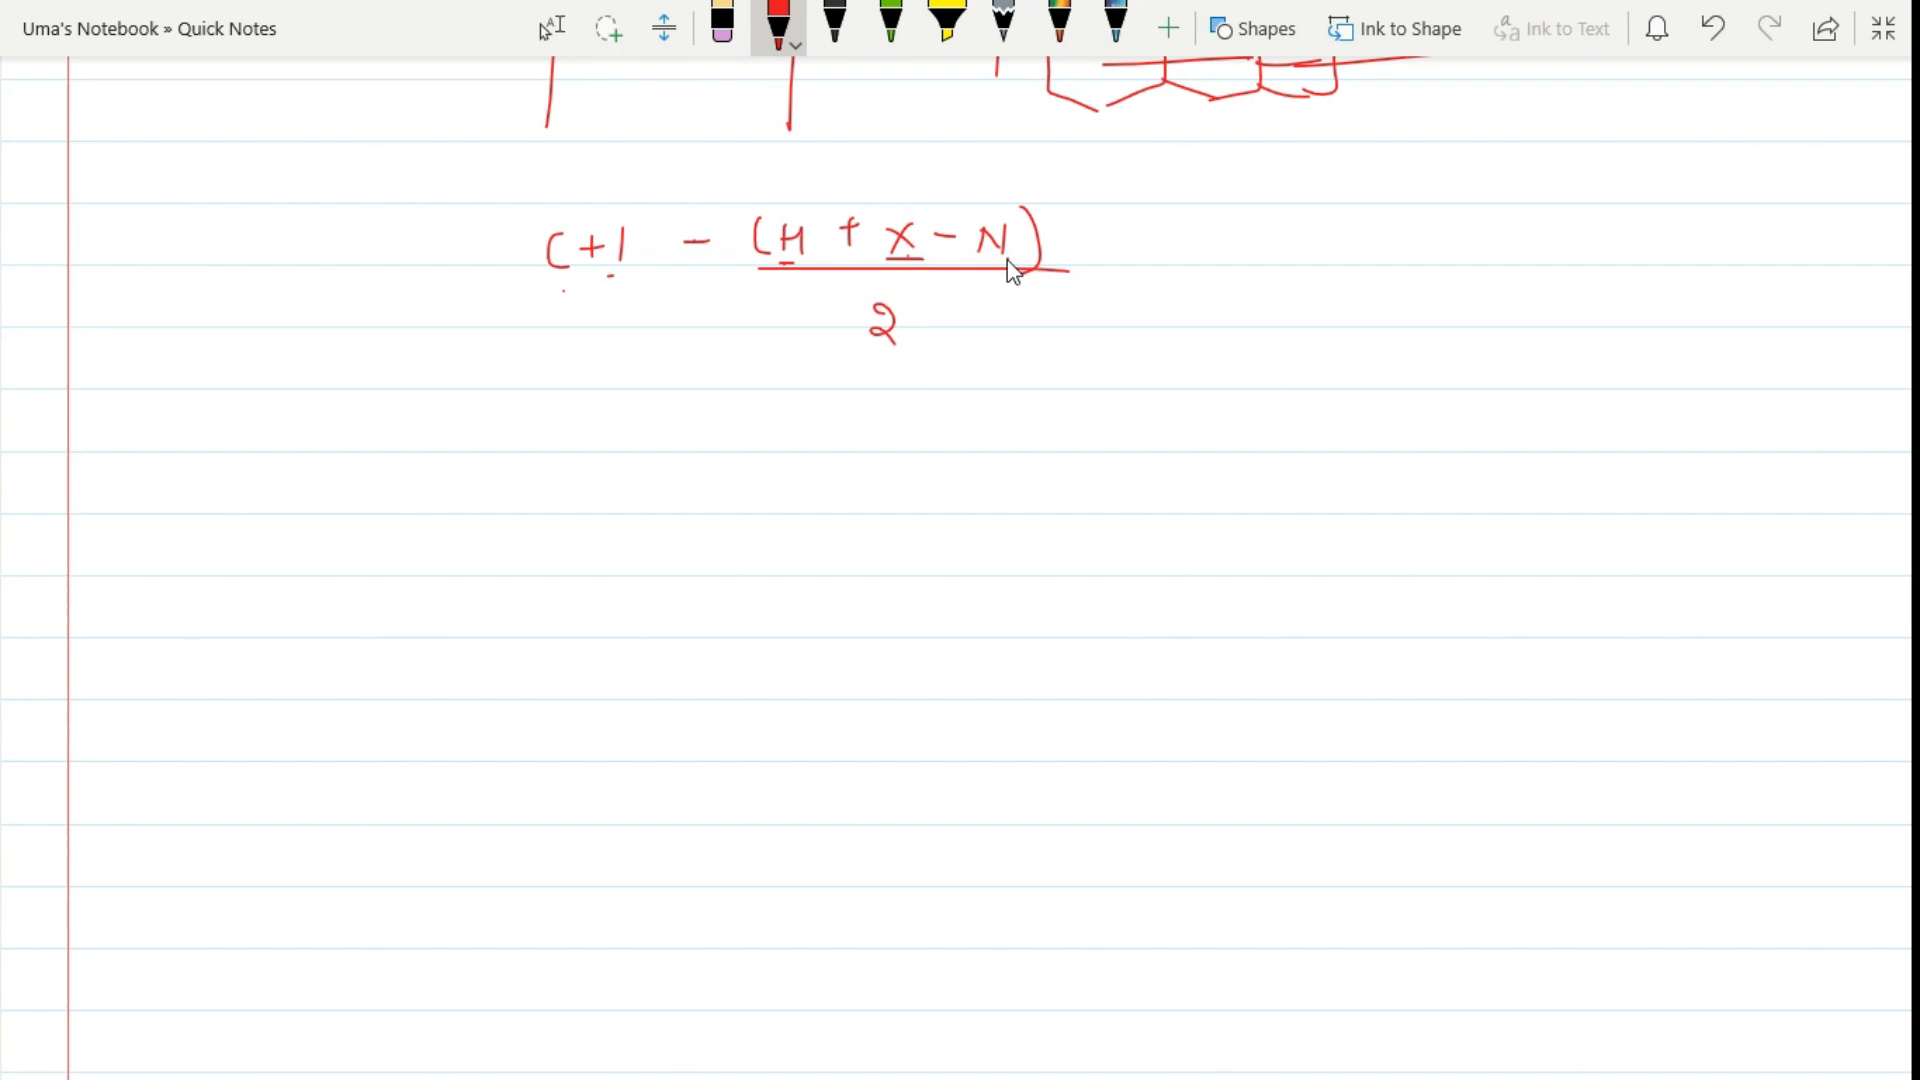 Uma's Notebook » Quick Notes Shapes Ink to Shape Ink to Text
C + 1 - (H + X - N)
2